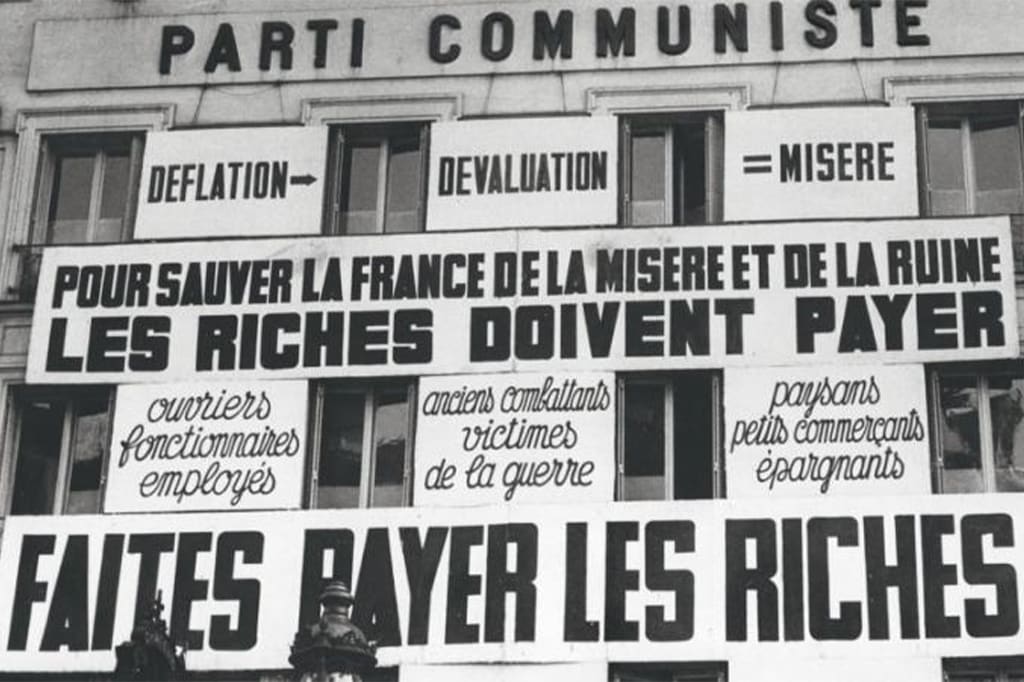 PARTI COMMUNISTE
DEFLATION→
DEVALUATION
=MISERE
POUR SAUVER LA FRANCE DE LA MISERE ET DE LA RUINE
LES RICHES DOIVENT PAYER
ouvriers
fonctionnaires
employés
anciens combattants
victimes
de la guerre
paysans
petits commerçants
épargnants
FAITES PAYER LES RICHES